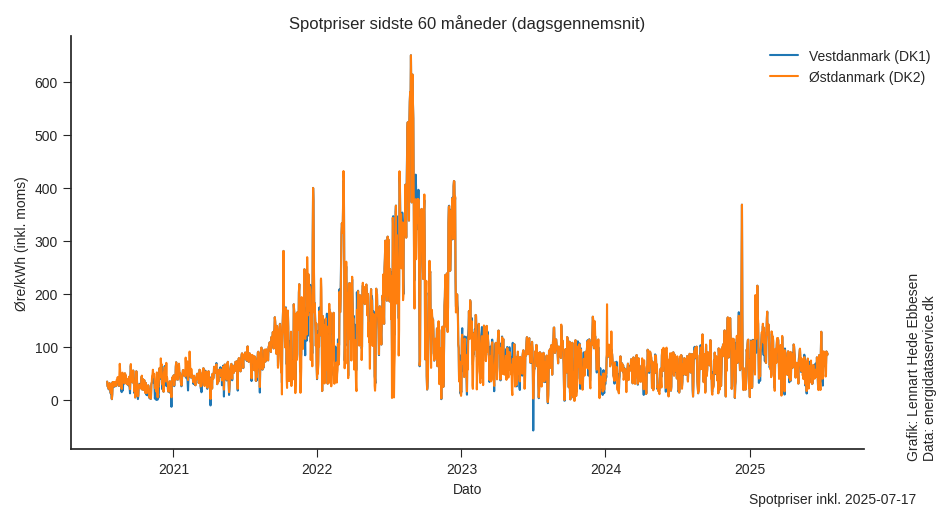 Spotpriser sidste 60 måneder (dagsgennemsnit)
Vestdanmark (DK1)
Østdanmark (DK2)
Øre/kWh (inkl. moms)
600
500
400
300
200
100
0
2021
2022
2023
2024
2025
Dato
Grafik: Lennart Hede Ebbesen
Data: energidataservice.dk
Spotpriser inkl. 2025-07-17